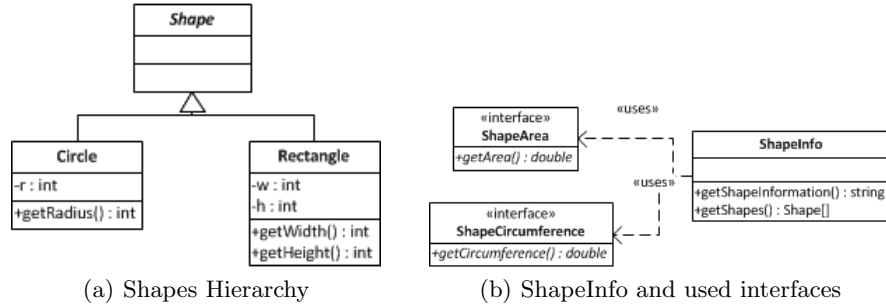 Shape
Circle
-r : int
+getRadius() : int
Rectangle
-w : int
-h : int
+getWidth() : int
+getHeight() : int
(a) Shapes Hierarchy
«interface»
ShapeArea
+getArea() : double
«uses»
«interface»
ShapeCircumference
+getCircumference() : double
«uses»
ShapeInfo
+getShapeInformation() : string
+getShapes() : Shape[]
(b) ShapeInfo and used interfaces